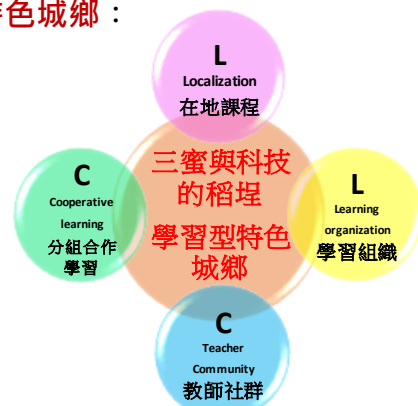 特色城鄉：
L
Localization
在地課程
三蜜與科技
的稻埕
學習型特色
城鄉
C
Cooperative
learning
分組合作
學習
L
Learning
organization
學習組織
C
Teacher
Community
教師社群